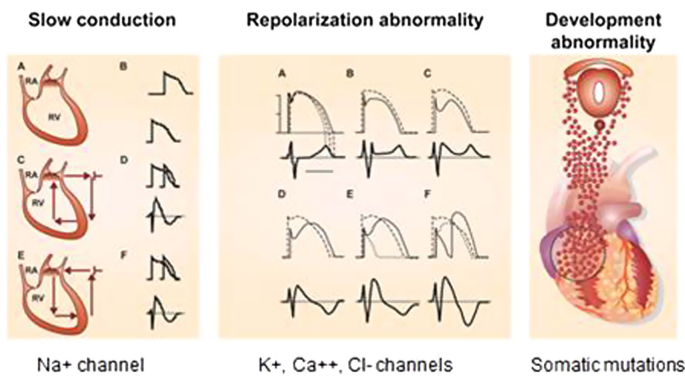 Slow conduction
Repolarization abnormality
Development
abnormality
A
RA
RV
B
C
RA
RV
D
E
RA
RV
F
A
B
C
D
E
F
Na+ channel
K+, Ca++, Cl- channels
Somatic mutations